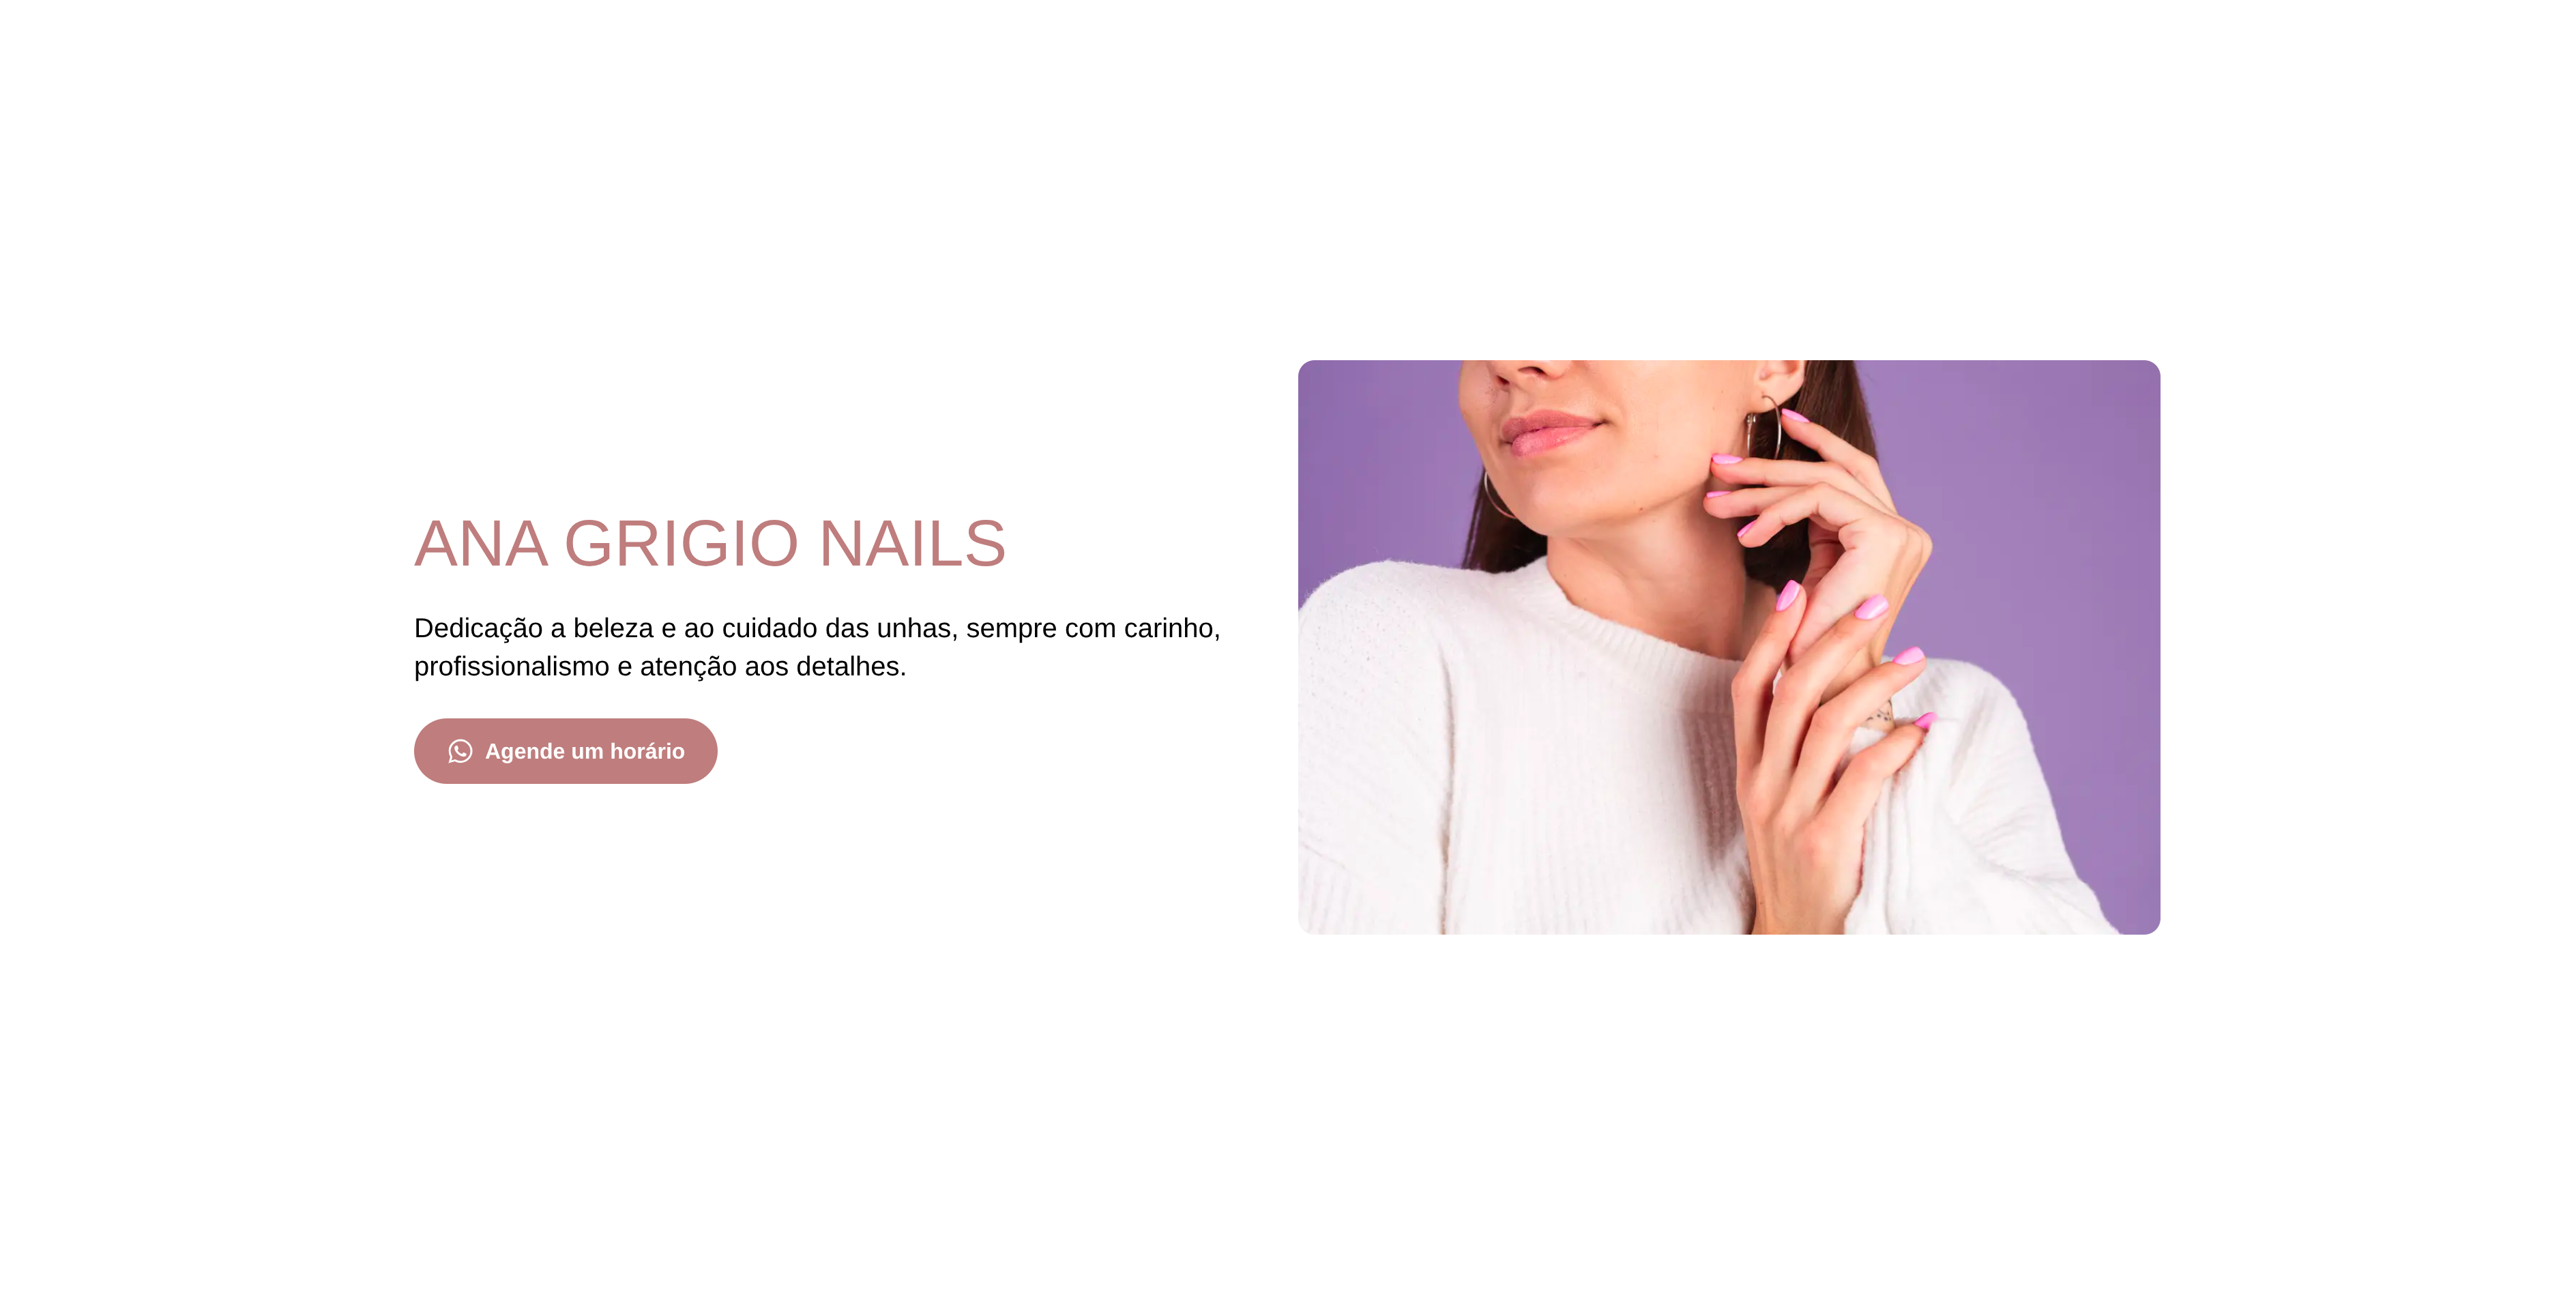 ANA GRIGIO NAILS
Dedicação a beleza e ao cuidado das unhas, sempre com carinho,
profissionalismo e atenção aos detalhes.
Agende um horário